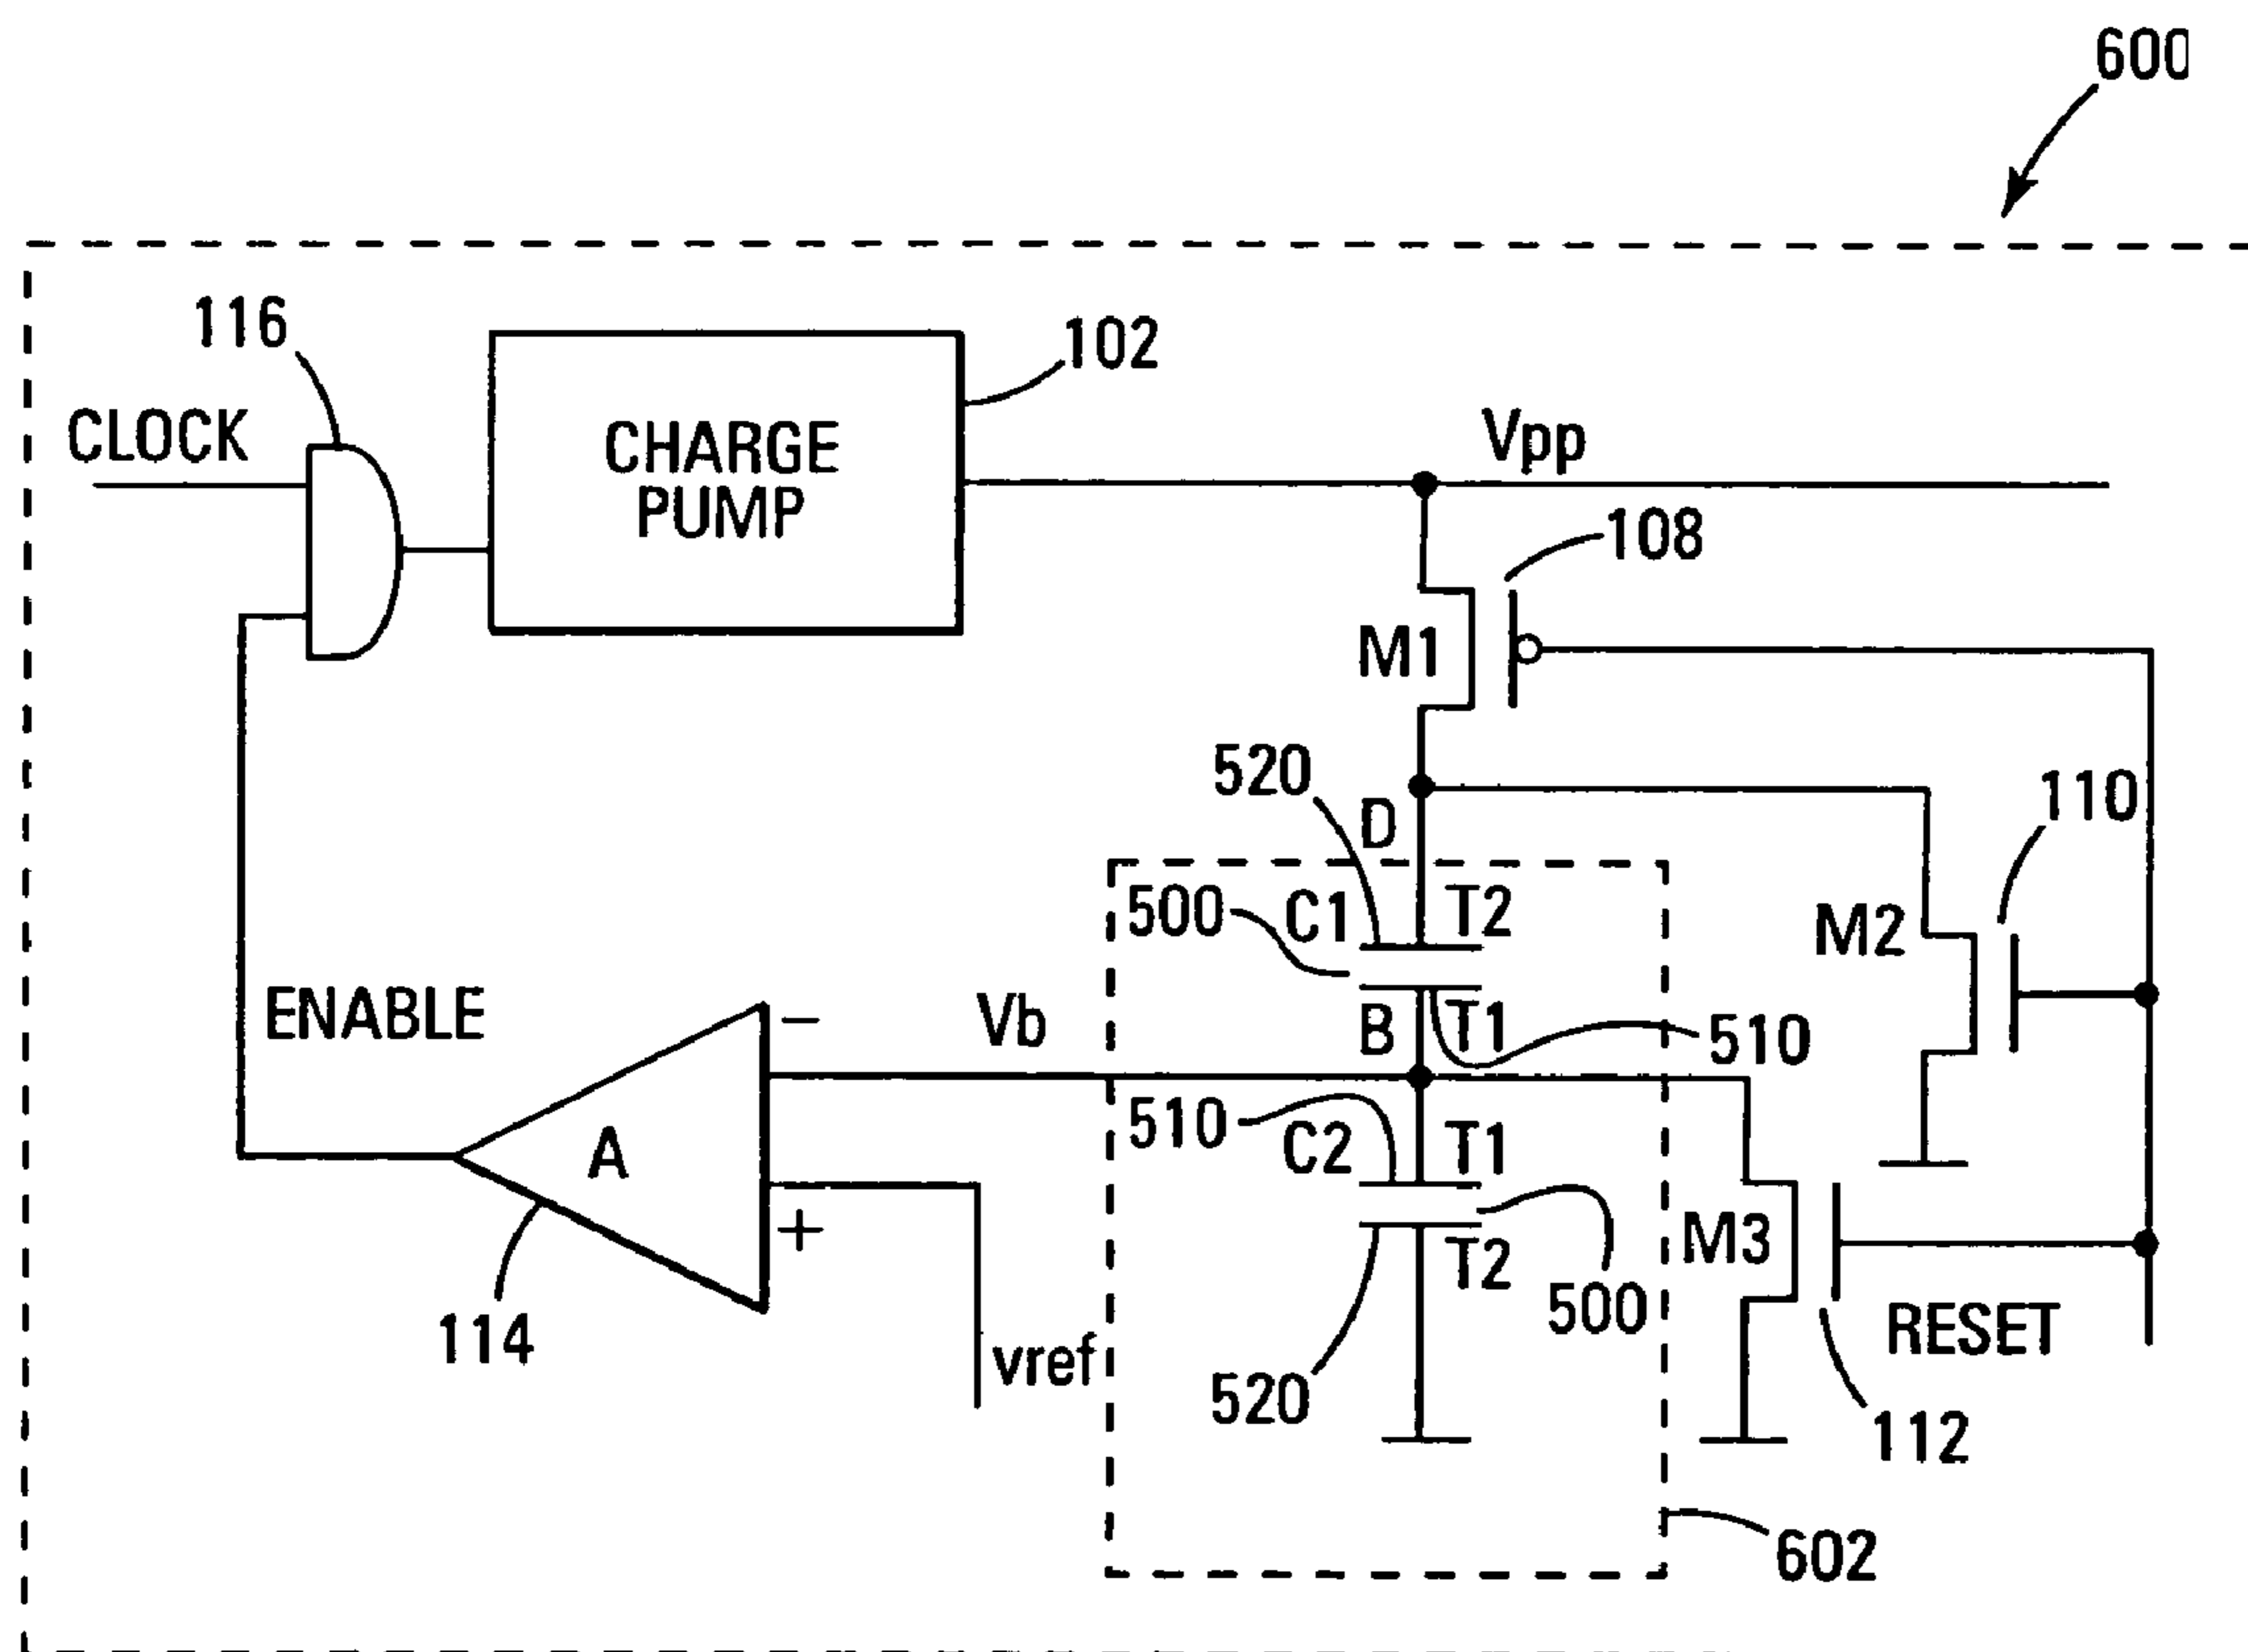 600
116
102
CLOCK
CHARGE
PUMP
Vpp
108
M1
520
110
D
500
C1
T2
M2
ENABLE
Vb
B
T1
510
-
510
C2
T1
A
+
M3
T2
500
114
vref
RESET
520
112
602